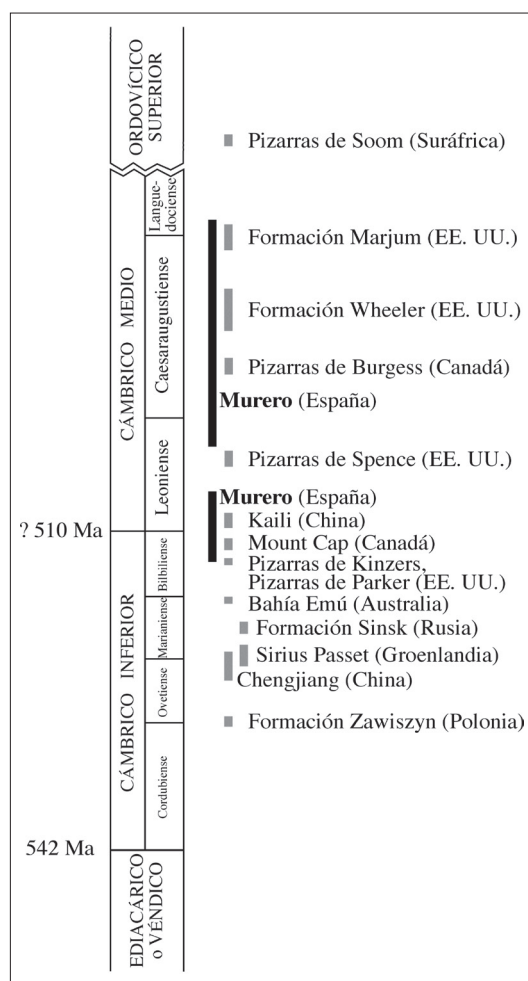 ORDOVÍCICO
SUPERIOR
Pizarras de Soom (Suráfrica)
CÁMBRICO MEDIO
Langue-
dociense
Formación Marjum (EE. UU.)
Caesaraugustiense
Formación Wheeler (EE. UU.)
Pizarras de Burgess (Canadá)
Murero (España)
Leoniense
Pizarras de Spence (EE. UU.)
Murero (España)
Kaili (China)
? 510 Ma
Mount Cap (Canadá)
CÁMBRICO INFERIOR
Bilbiliense
Pizarras de Kinzers,
Pizarras de Parker (EE. UU.)
Marianiense
Bahía Emú (Australia)
Formación Sinsk (Rusia)
Sirius Passet (Groenlandia)
Ovetiense
Chengjiang (China)
Formación Zawiszyn (Polonia)
Cordubiense
542 Ma
EDIACÁRICO
o VÉNDICO